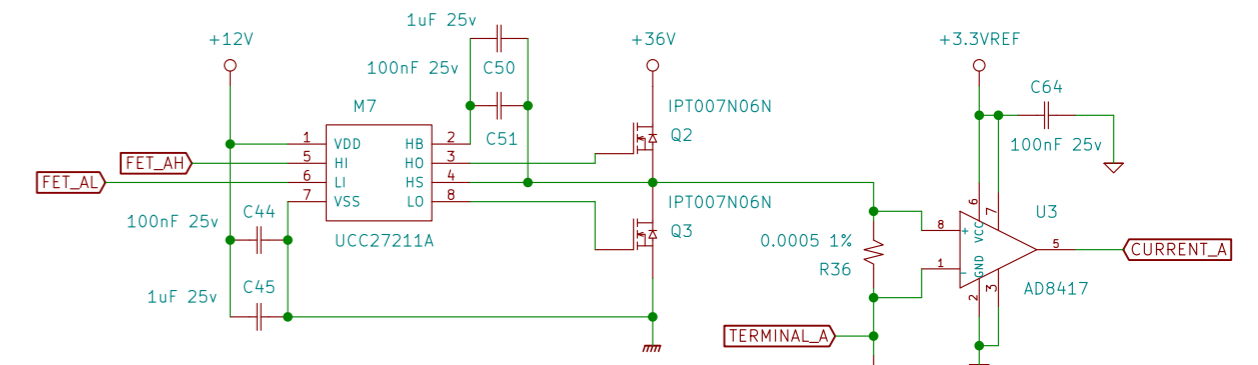 1uF 25v
+12V
+36V
+3.3VREF
100nF 25v
C50
C64
M7
IPT007N06N
Q2
C51
100nF 25v
1
VDD
HB
2
FET_AH
5
HI
HO
3
FET_AL
6
LI
HS
4
7
VSS
LO
8
IPT007N06N
Q3
6
7
U3
C44
100nF 25v
UCC27211A
0.0005 1%
R36
8
+
VCC
5
CURRENT_A
1
-
GND
C45
1uF 25v
2
3
AD8417
TERMINAL_A